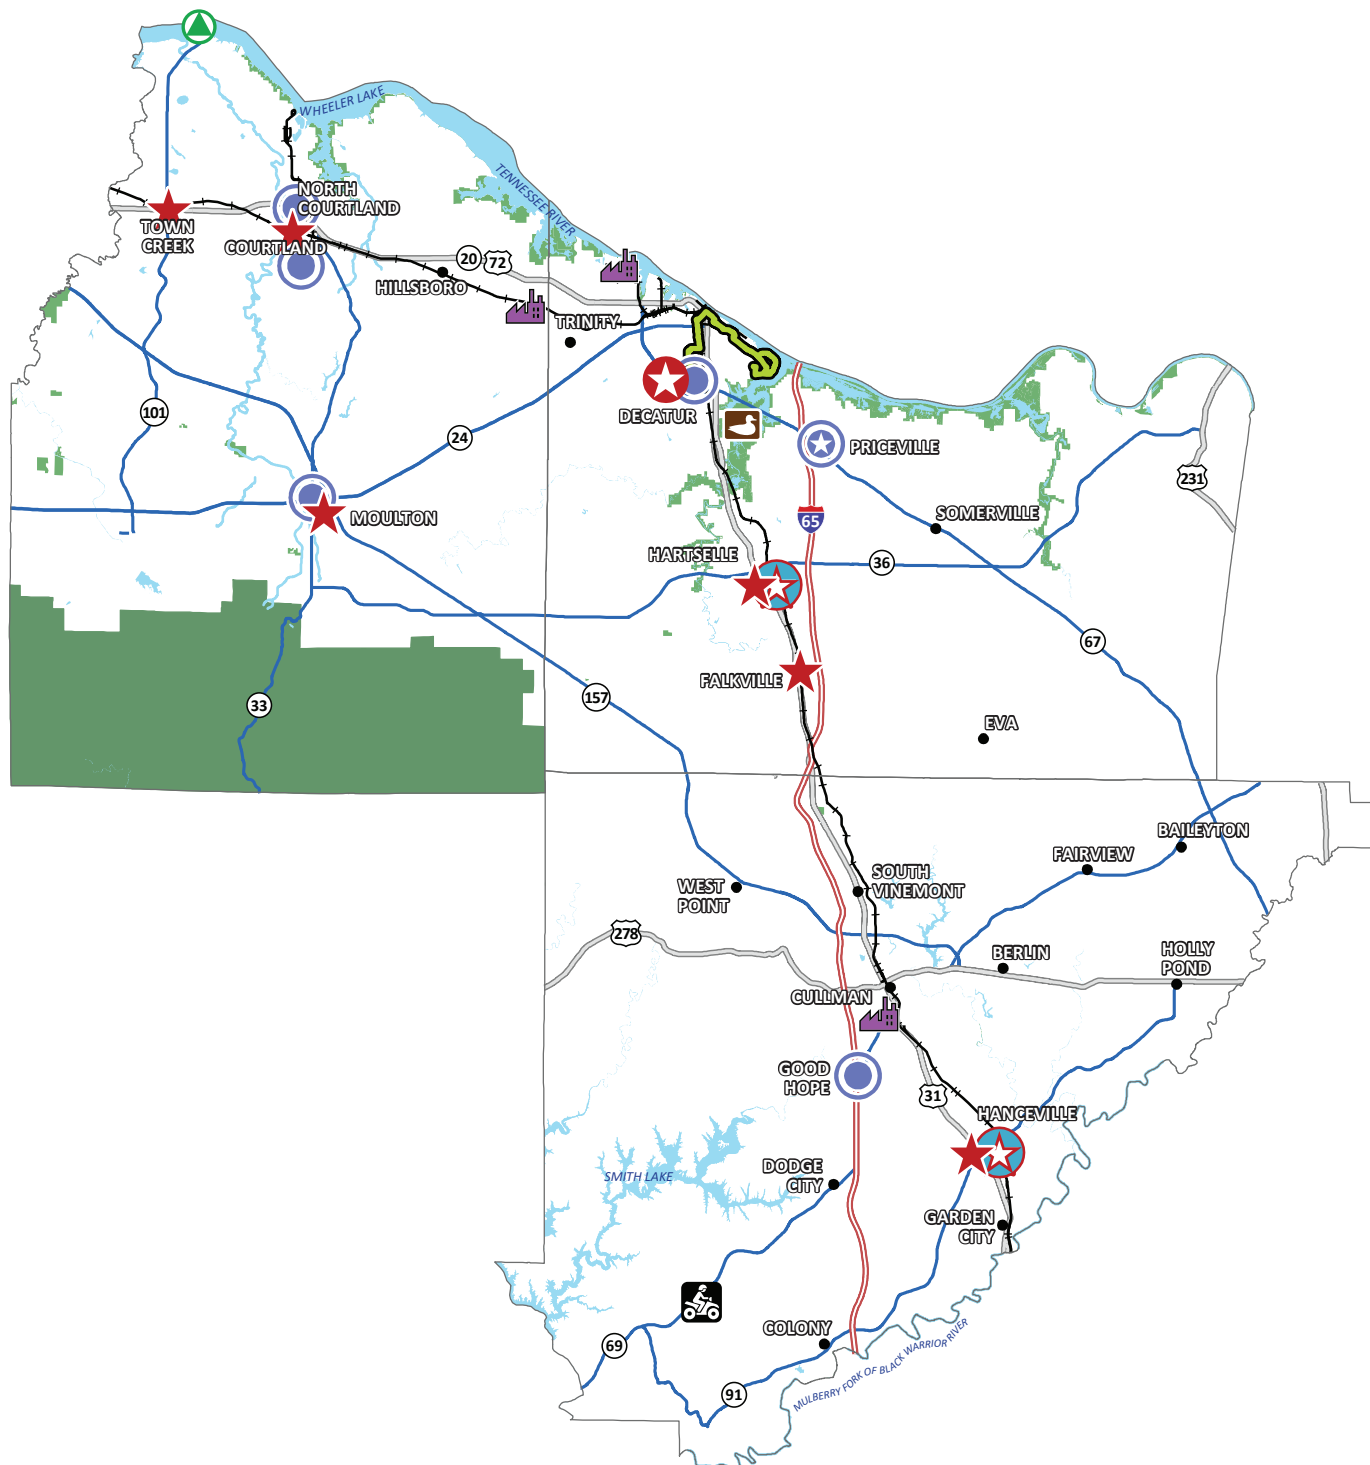 WHEELER LAKE
TENNESSEE RIVER
NORTH
COURTLAND
TOWN
CREEK
COURTLAND
20
72
HILLSBORO
TRINITY
DECATUR
101
24
PRICEVILLE
231
MOULTON
65
SOMERVILLE
HARTSELLE
36
67
FALKVILLE
33
157
EVA
BAILEYTON
FAIRVIEW
SOUTH
VINEMONT
WEST
POINT
278
BERLIN
HOLLY
POND
CULLMAN
GOOD
HOPE
31
HANCEVILLE
SMITH LAKE
DODGE
CITY
GARDEN
CITY
COLONY
69
91
MULBERRY FORK OF BLACK WARRIOR RIVER